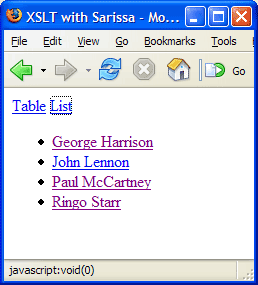 XSLT with Sarissa - Mo...
File Edit View Go Bookmarks Tools
Go
Table List
George Harrison
John Lennon
Paul McCartney
Ringo Starr
javascript:void(0)